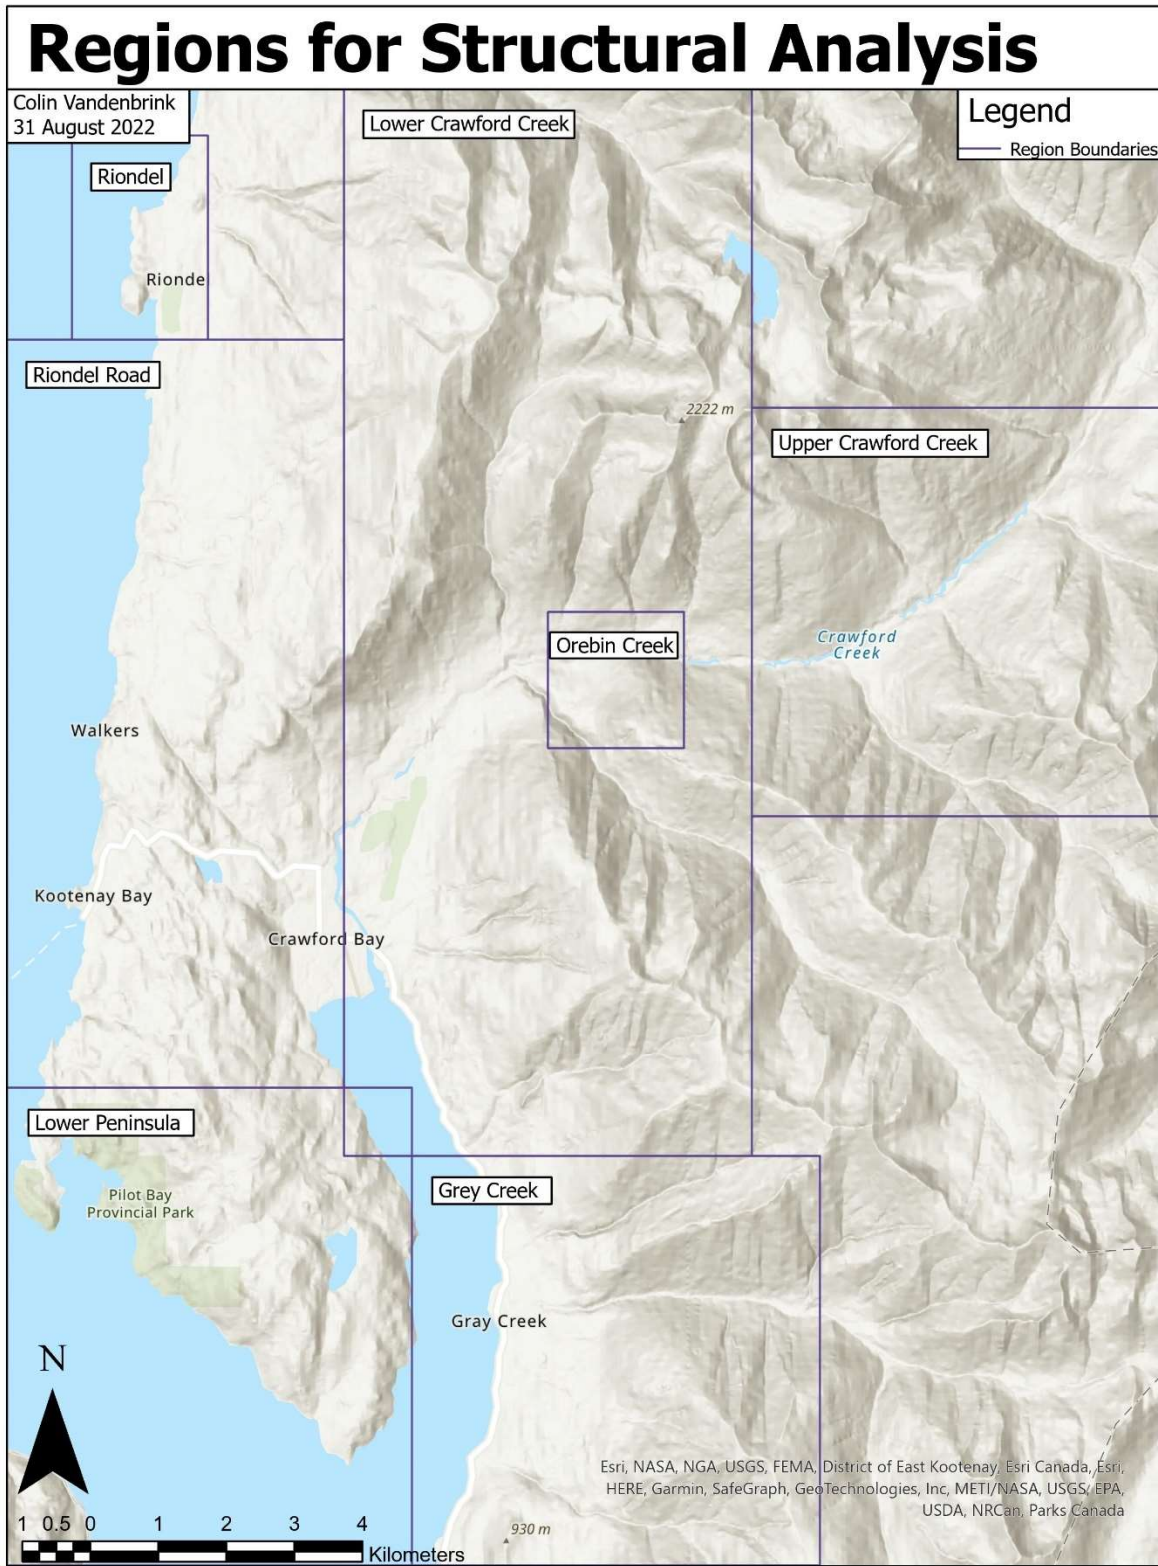 Regions for Structural Analysis
Colin Vandenbrink
31 August 2022
Legend
Region Boundaries
Lower Crawford Creek
Riondel
Rionde
Riondel Road
2222 m
Upper Crawford Creek
Orebin Creek
Crawford
Creek
Walkers
Kootenay Bay
Crawford Bay
Lower Peninsula
Pilot Bay
Provincial Park
Grey Creek
Gray Creek
N
Esri, NASA, NGA, USGS, FEMA, District of East Kootenay, Esri Canada, Esri,
HERE, Garmin, SafeGraph, GeoTechnologies, Inc, METI/NASA, USGS, EPA,
USDA, NRCan, Parks Canada
930 m
1 0.5 0 1 2 3 4
Kilometers